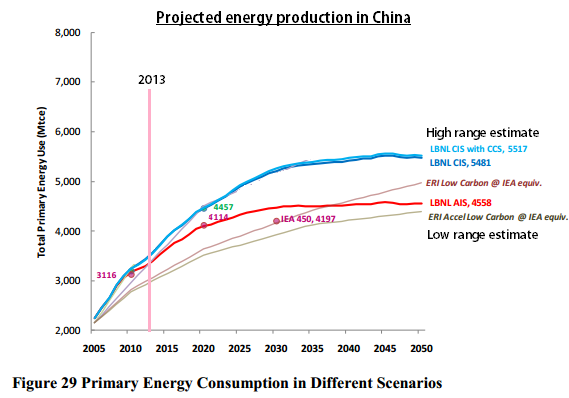 Projected energy production in China
8,000
7,000
6,000
5,000
4,000
3,000
2,000
Total Primary Energy Use (Mtce)
2013
3116
4457
4114
IEA 450, 4197
High range estimate
LBNL CIS with CCS, 5517
LBNL CIS, 5481
ERI Low Carbon @ IEA equiv.
LBNL AIS, 4558
ERI Accel Low Carbon @ IEA equiv.
Low range estimate
2005 2010 2015 2020 2025 2030 2035 2040 2045 2050
Figure 29 Primary Energy Consumption in Different Scenarios